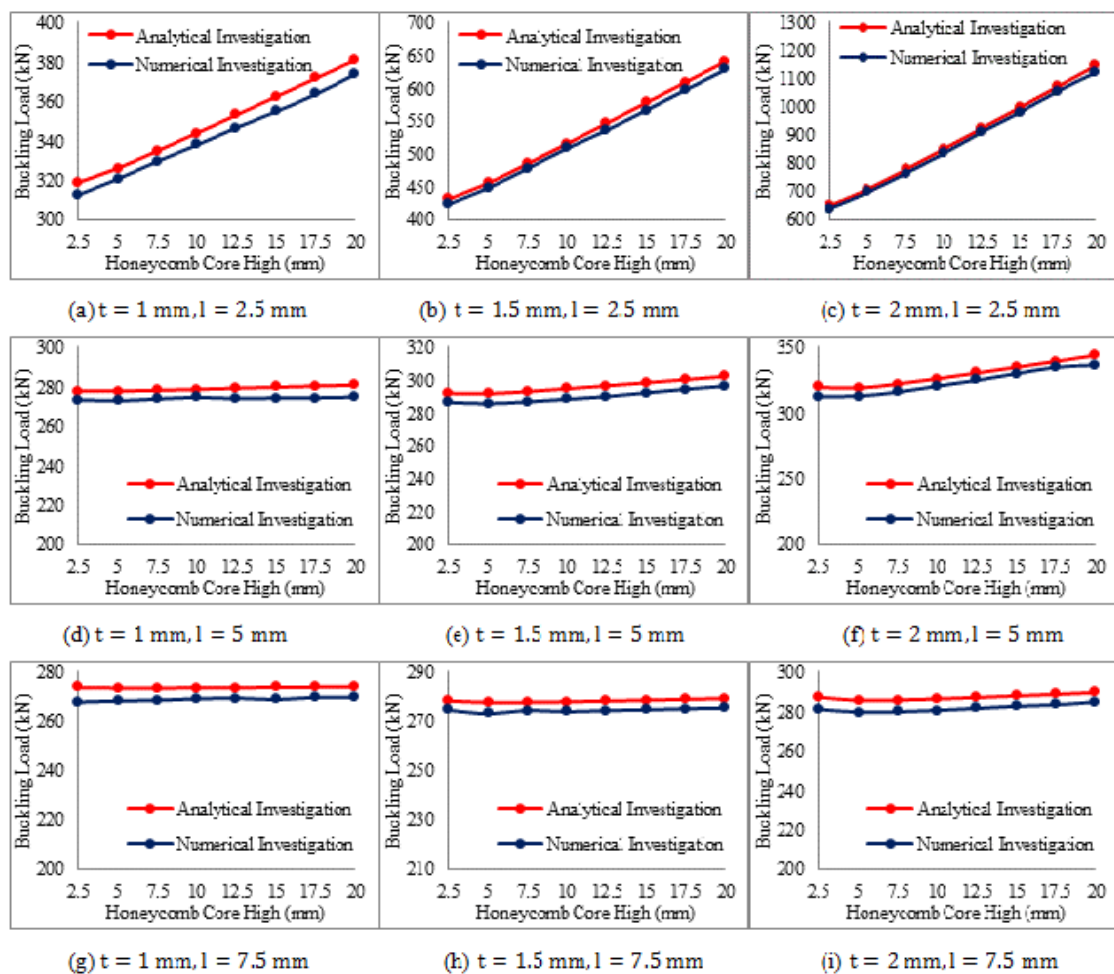 400
380
360
340
320
300
Buckling Load (kN)
Analytical Investigation
Numerical Investigation
2.5 5 7.5 10 12.5 15 17.5 20
Honeycomb Core High (mm)
700
650
600
550
500
450
400
Buckling Load (kN)
Analytical Investigation
Numerical Investigation
2.5 5 7.5 10 12.5 15 17.5 20
Honeycomb Core High (mm)
1300
1200
1100
1000
900
800
700
600
Buckling Load (kN)
Analytical Investigation
Numerical Investigation
2.5 5 7.5 10 12.5 15 17.5 20
Honeycomb Core High (mm)
(a) t = 1 mm, l = 2.5 mm
(b) t = 1.5 mm, l = 2.5 mm
(c) t = 2 mm, l = 2.5 mm
300
280
260
240
220
200
Buckling Load (kN)
Analytical Investigation
Numerical Investigation
2.5 5 7.5 10 12.5 15 17.5 20
Honeycomb Core High (mm)
320
300
280
260
240
220
200
Buckling Load (kN)
Analytical Investigation
Numerical Investigation
2.5 5 7.5 10 12.5 15 17.5 20
Honeycomb Core High (mm)
350
300
250
200
Buckling Load (kN)
Analytical Investigation
Numerical Investigation
2.5 5 7.5 10 12.5 15 17.5 20
Honeycomb Core High (mm)
(d) t = 1 mm, l = 5 mm
(e) t = 1.5 mm, l = 5 mm
(f) t = 2 mm, l = 5 mm
280
260
240
220
200
Buckling Load (kN)
Analytical Investigation
Numerical Investigation
2.5 5 7.5 10 12.5 15 17.5 20
Honeycomb Core High (mm)
290
270
250
230
210
Buckling Load (kN)
Analytical Investigation
Numerical Investigation
2.5 5 7.5 10 12.5 15 17.5 20
Honeycomb Core High (mm)
300
280
260
240
220
200
Buckling Load (kN)
Analytical Investigation
Numerical Investigation
2.5 5 7.5 10 12.5 15 17.5 20
Honeycomb Core High (mm)
(g) t = 1 mm, l = 7.5 mm
(h) t = 1.5 mm, l = 7.5 mm
(i) t = 2 mm, l = 7.5 mm